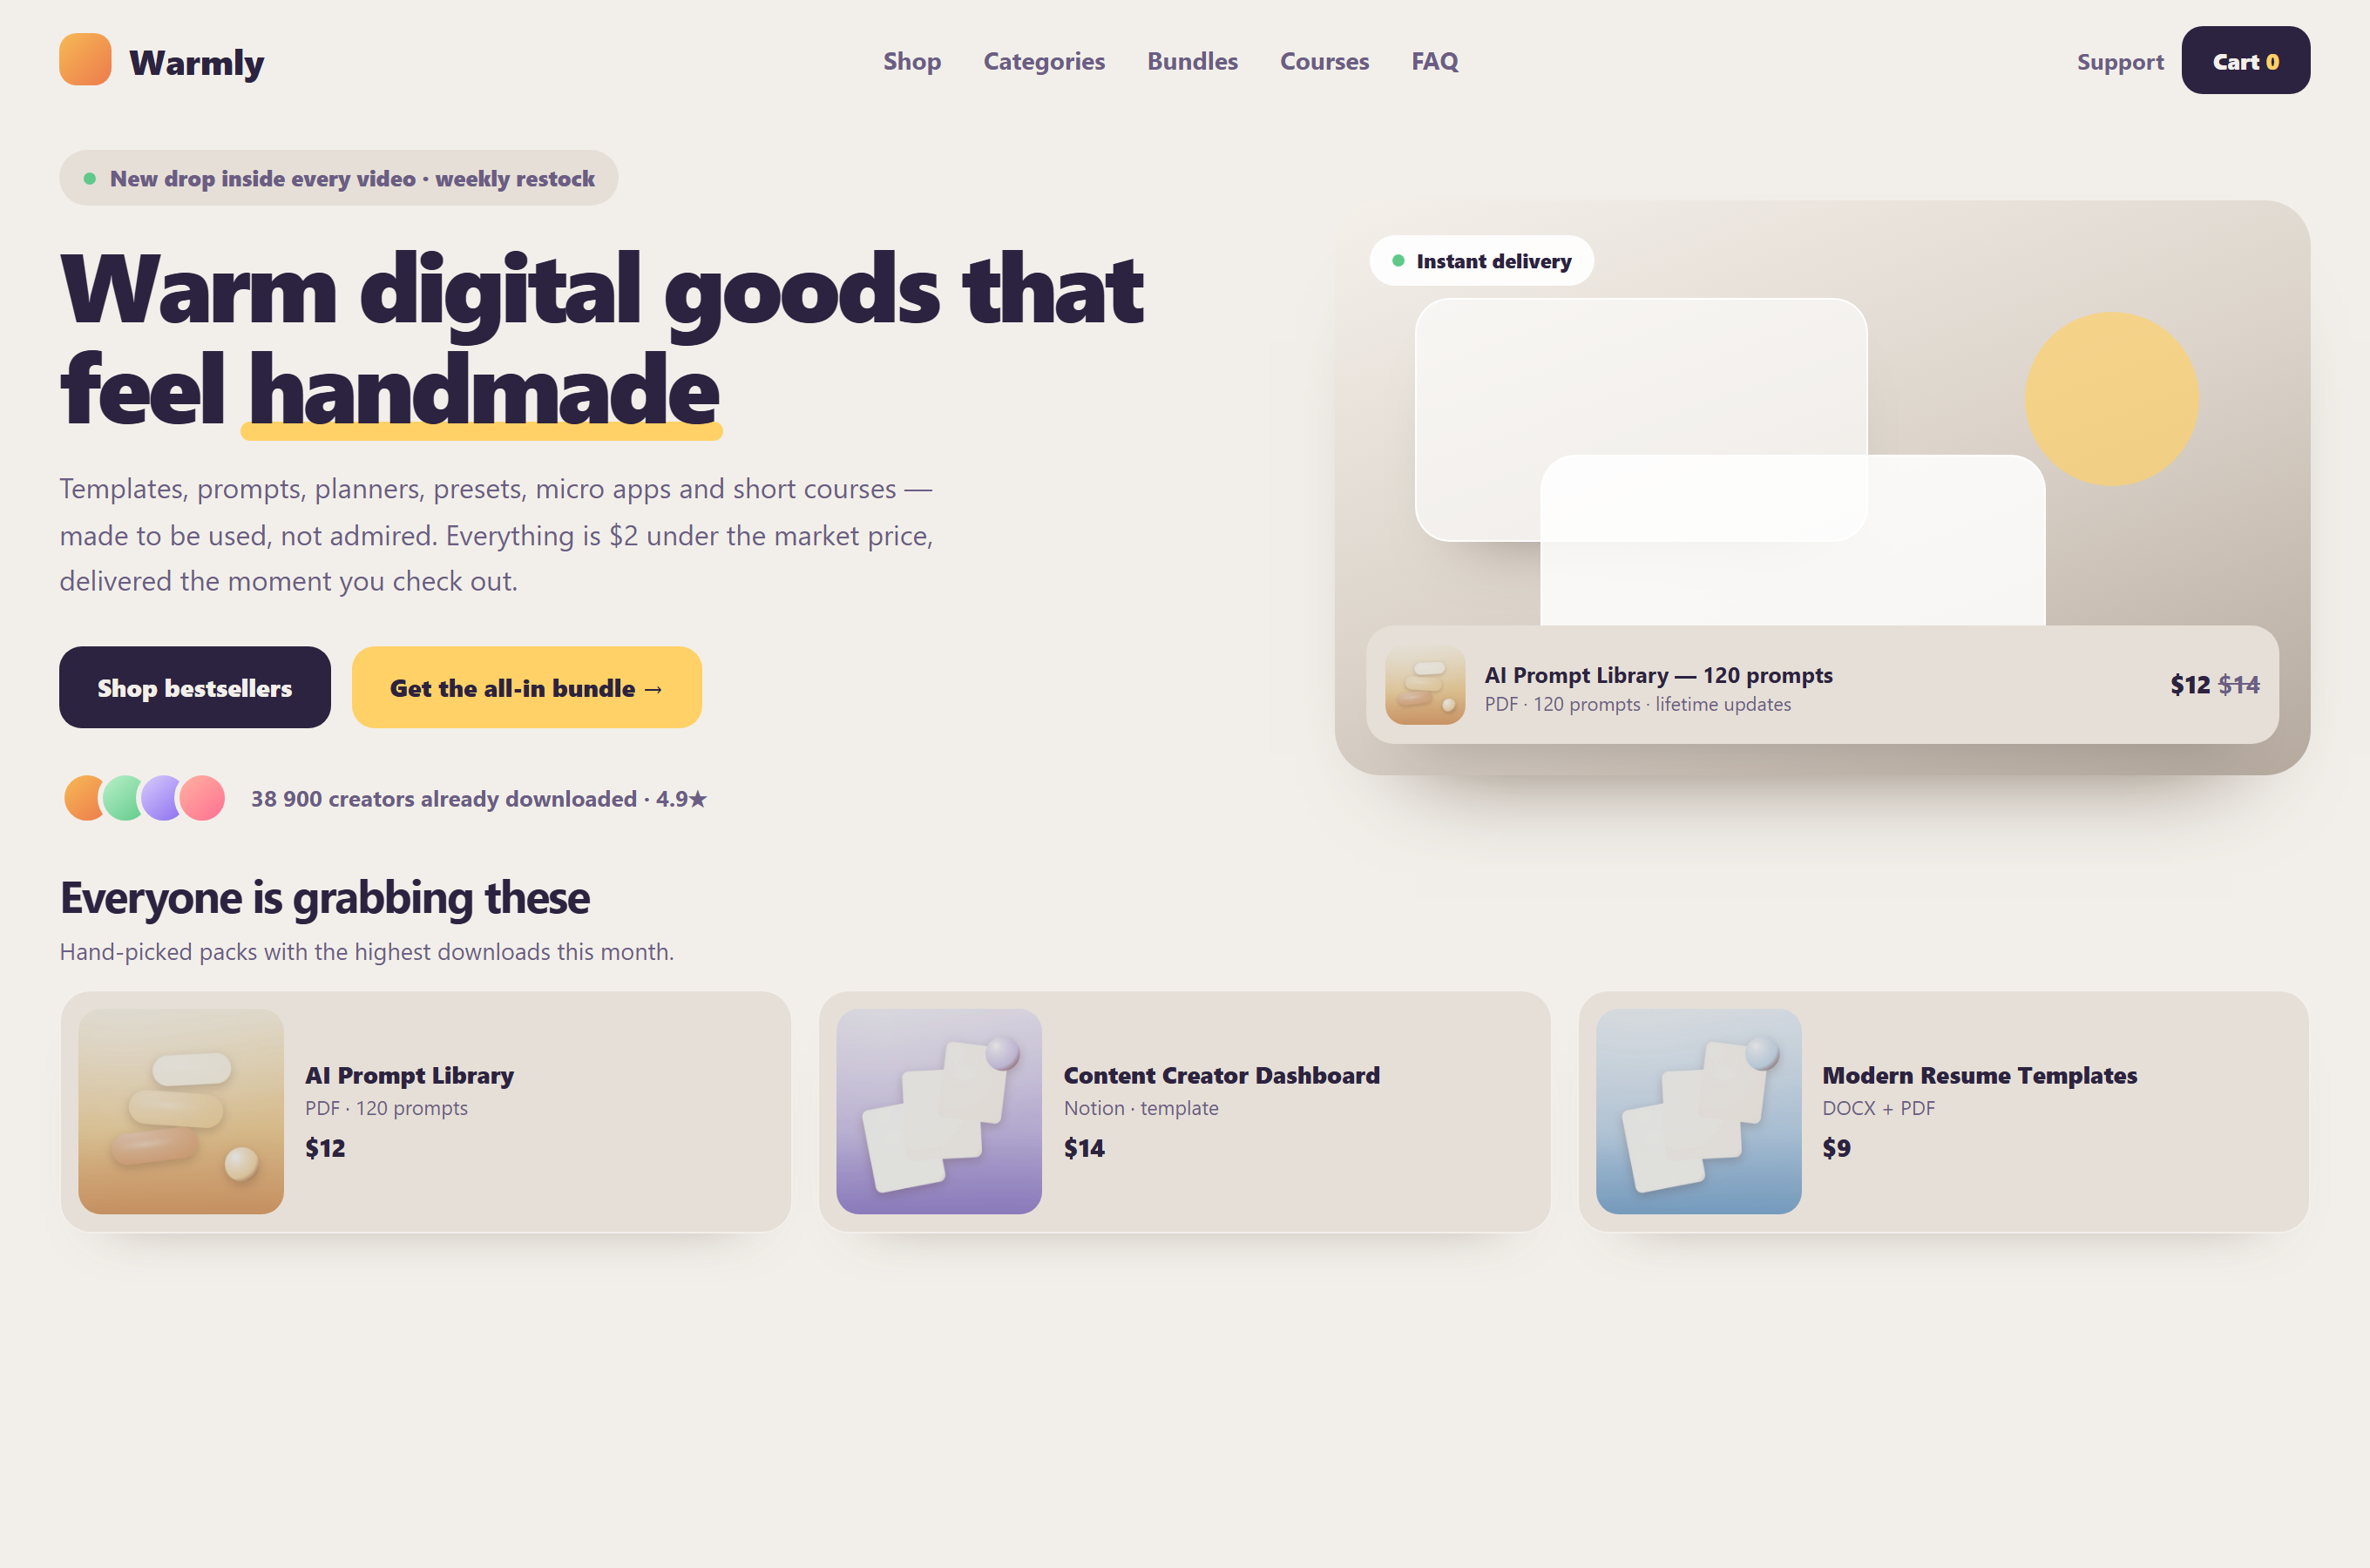 Warmly
Shop
Categories
Bundles
Courses
FAQ
Support
Cart 0
New drop inside every video · weekly restock
Warm digital goods that
feel handmade
Templates, prompts, planners, presets, micro apps and short courses —
made to be used, not admired. Everything is $2 under the market price,
delivered the moment you check out.
Shop bestsellers
Get the all-in bundle →
38 900 creators already downloaded · 4.9★
Instant delivery
AI Prompt Library — 120 prompts
PDF · 120 prompts · lifetime updates
$12 $14
Everyone is grabbing these
Hand-picked packs with the highest downloads this month.
AI Prompt Library
PDF · 120 prompts
$12
Content Creator Dashboard
Notion · template
$14
Modern Resume Templates
DOCX + PDF
$9